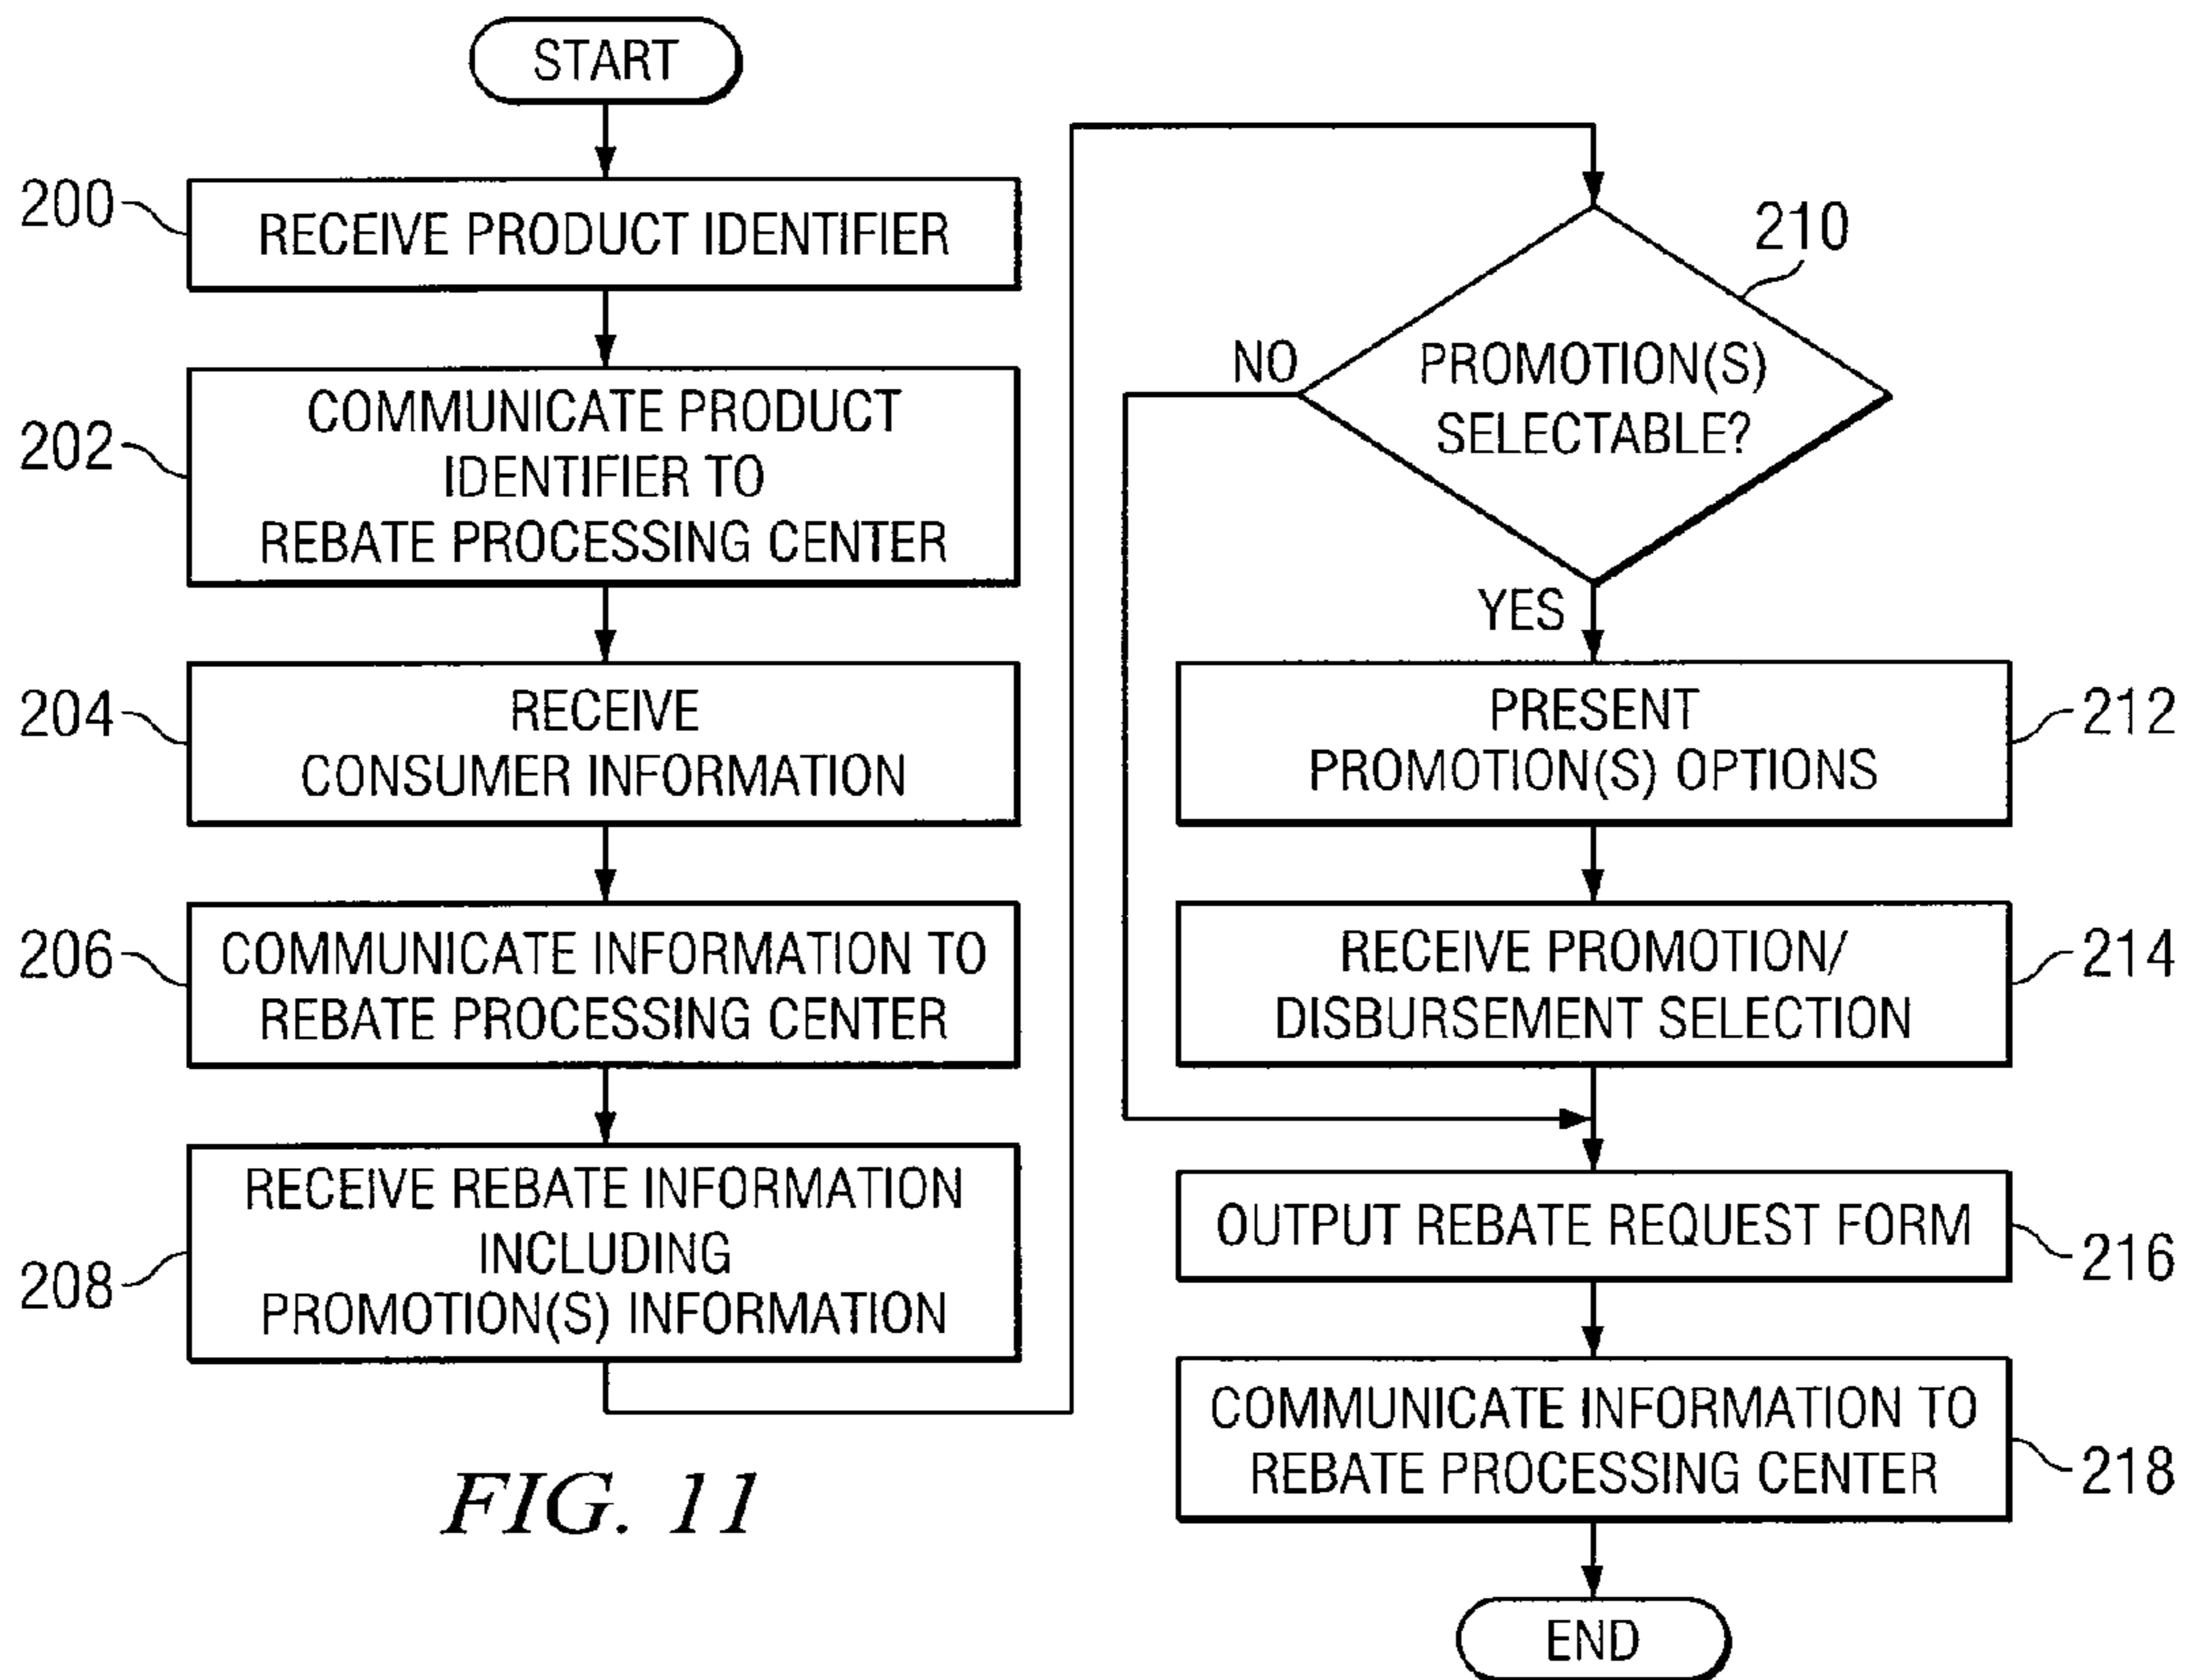 START
200
RECEIVE PRODUCT IDENTIFIER
202
COMMUNICATE PRODUCT
IDENTIFIER TO
REBATE PROCESSING CENTER
204
RECEIVE
CONSUMER INFORMATION
206
COMMUNICATE INFORMATION TO
REBATE PROCESSING CENTER
208
RECEIVE REBATE INFORMATION
INCLUDING
PROMOTION(S) INFORMATION
210
PROMOTION(S)
SELECTABLE?
NO
YES
212
PRESENT
PROMOTION(S) OPTIONS
214
RECEIVE PROMOTION/
DISBURSEMENT SELECTION
216
OUTPUT REBATE REQUEST FORM
218
COMMUNICATE INFORMATION TO
REBATE PROCESSING CENTER
END
FIG. 11